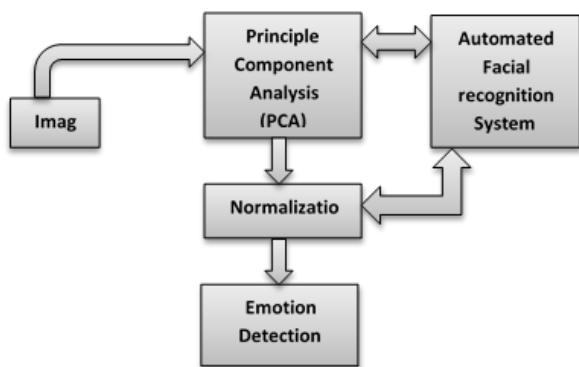 Principle
Component
Analysis
(PCA)
Automated
Facial
recognition
System
Imag
Normalizatio
Emotion
Detection